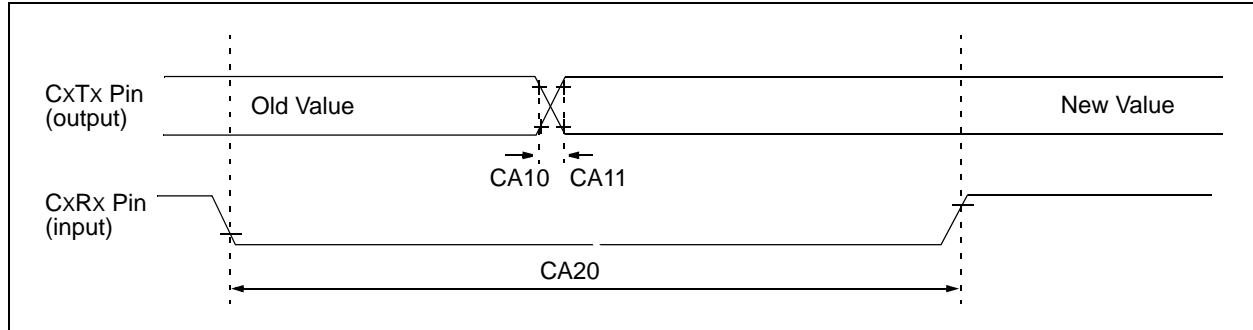 CxTx Pin
(output)
Old Value
New Value
CA10 CA11
CxRx Pin
(input)
CA20